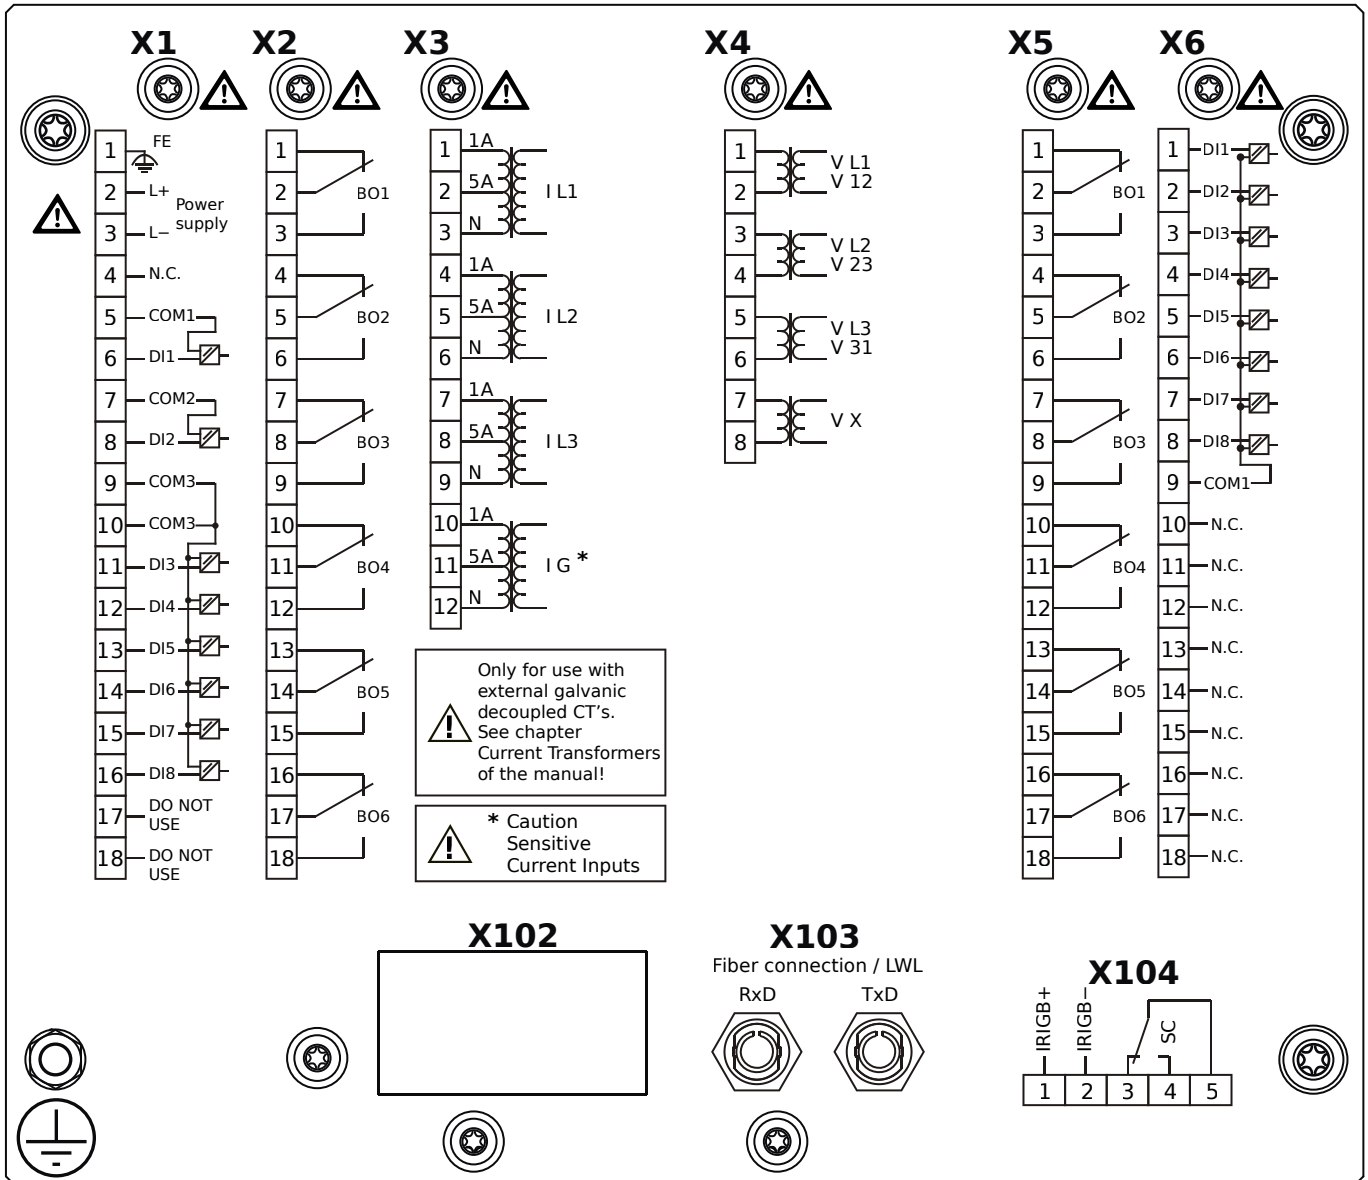 X1
X2
X3
X4
X5
X6
1 FE
2 L+
Power
supply
3 L−
4 N.C.
5 COM1
6 DI1
7 COM2
8 DI2
9 COM3
10 COM3
11 DI3
12 DI4
13 DI5
14 DI6
15 DI7
16 DI8
17 DO NOT
USE
18 DO NOT
USE
1
2 BO1
3
4
5 BO2
6
7
8 BO3
9
10
11 BO4
12
13
14 BO5
15
16
17 BO6
18
1 1A
2 5A I L1
3 N
4 1A
5 5A I L2
6 N
7 1A
8 5A I L3
9 N
10 1A
11 5A I G *
12 N
Only for use with
external galvanic
decoupled CT's.
See chapter
Current Transformers
of the manual!
* Caution
Sensitive
Current Inputs
1 V L1
2 V 12
3 V L2
4 V 23
5 V L3
6 V 31
7 V X
8
1
2 BO1
3
4
5 BO2
6
7
8 BO3
9
10
11 BO4
12
13
14 BO5
15
16
17 BO6
18
1 DI1
2 DI2
3 DI3
4 DI4
5 DI5
6 DI6
7 DI7
8 DI8
9 COM1
10 N.C.
11 N.C.
12 N.C.
13 N.C.
14 N.C.
15 N.C.
16 N.C.
17 N.C.
18 N.C.
X102
X103
Fiber connection / LWL
RxD TxD
X104
IRIGB+
IRIGB−
SC
1 2 3 4 5